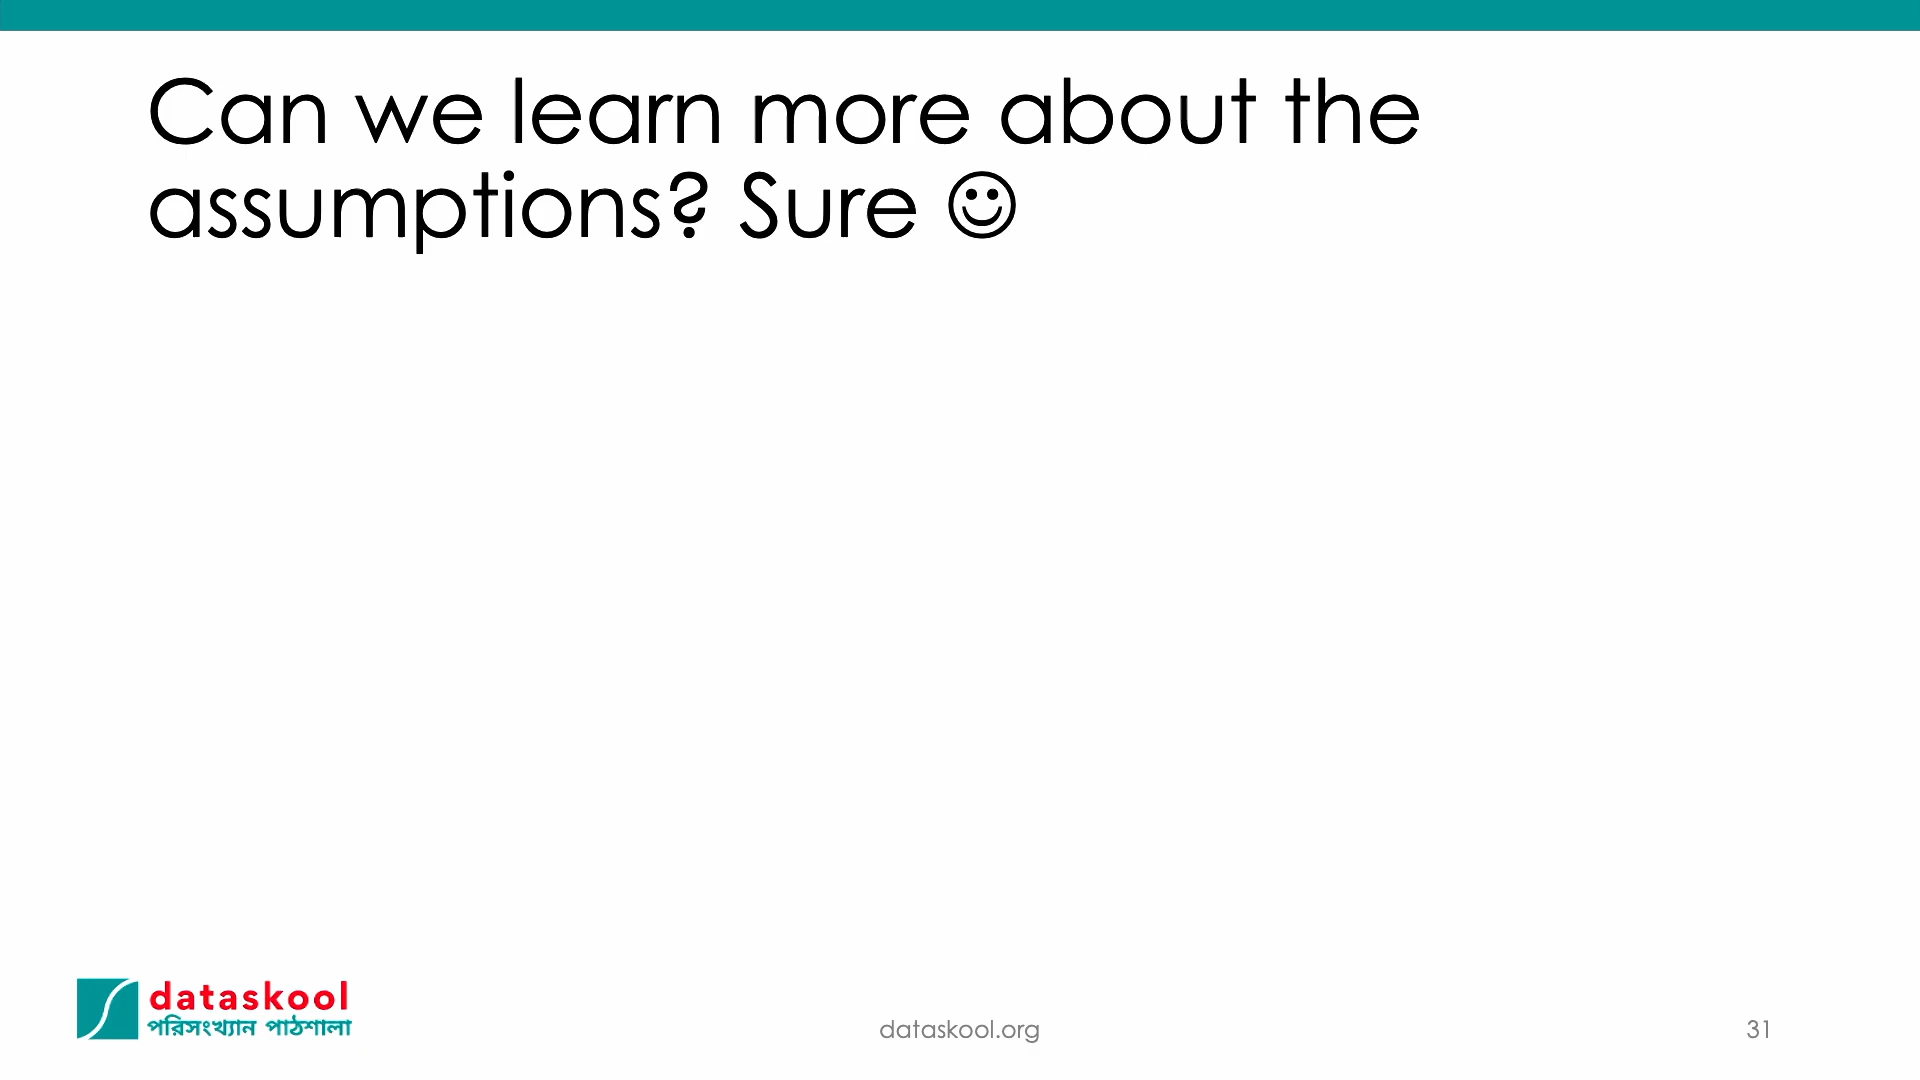 Can we learn more about the
assumptions? Sure ☺
dataskool
পরিসংখ্যান পাঠশালা
dataskool.org
31